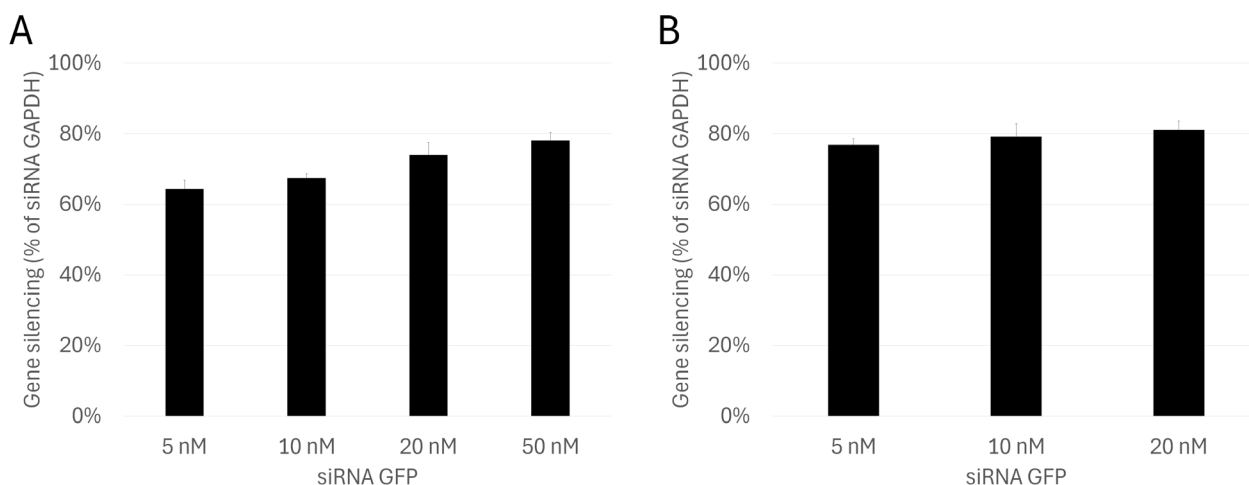 A
Gene silencing (% of siRNA GAPDH)
100%
80%
60%
40%
20%
0%
5 nM 10 nM 20 nM 50 nM
siRNA GFP
B
Gene silencing (% of siRNA GAPDH)
100%
80%
60%
40%
20%
0%
5 nM 10 nM 20 nM
siRNA GFP